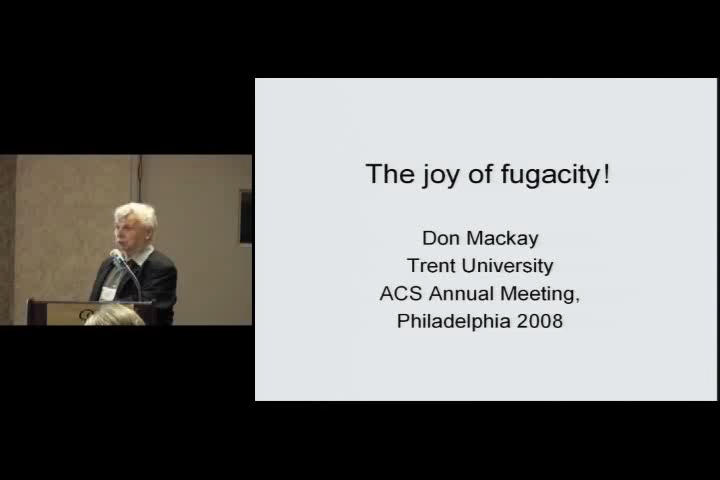 The joy of fugacity!
Don Mackay
Trent University
ACS Annual Meeting,
Philadelphia 2008